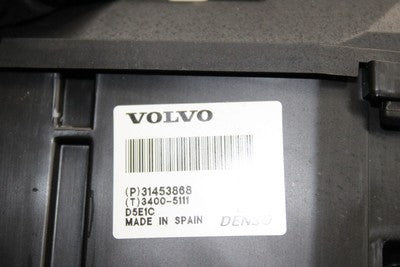 VOLVO
(P)31453868
(T)3400-5111
D5E1C
MADE IN SPAIN DENSO